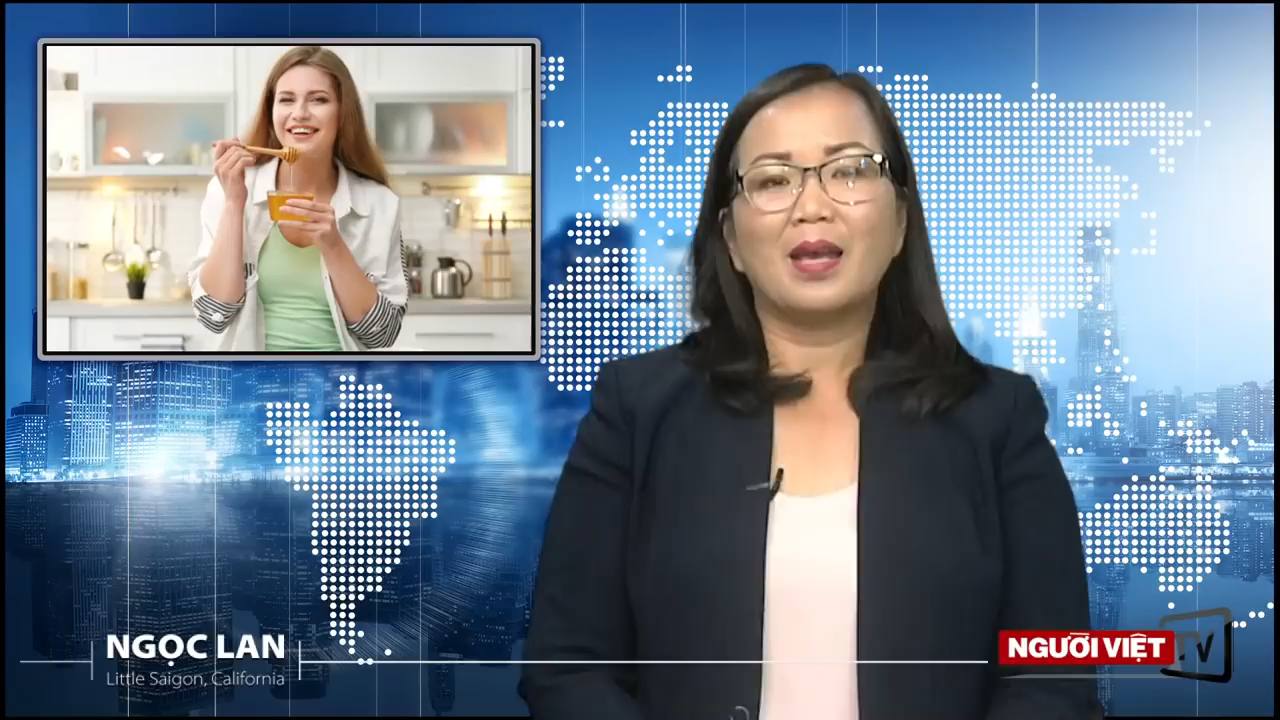 NGỌC LAN
Little Saigon, California
NGƯỜI VIỆT TV